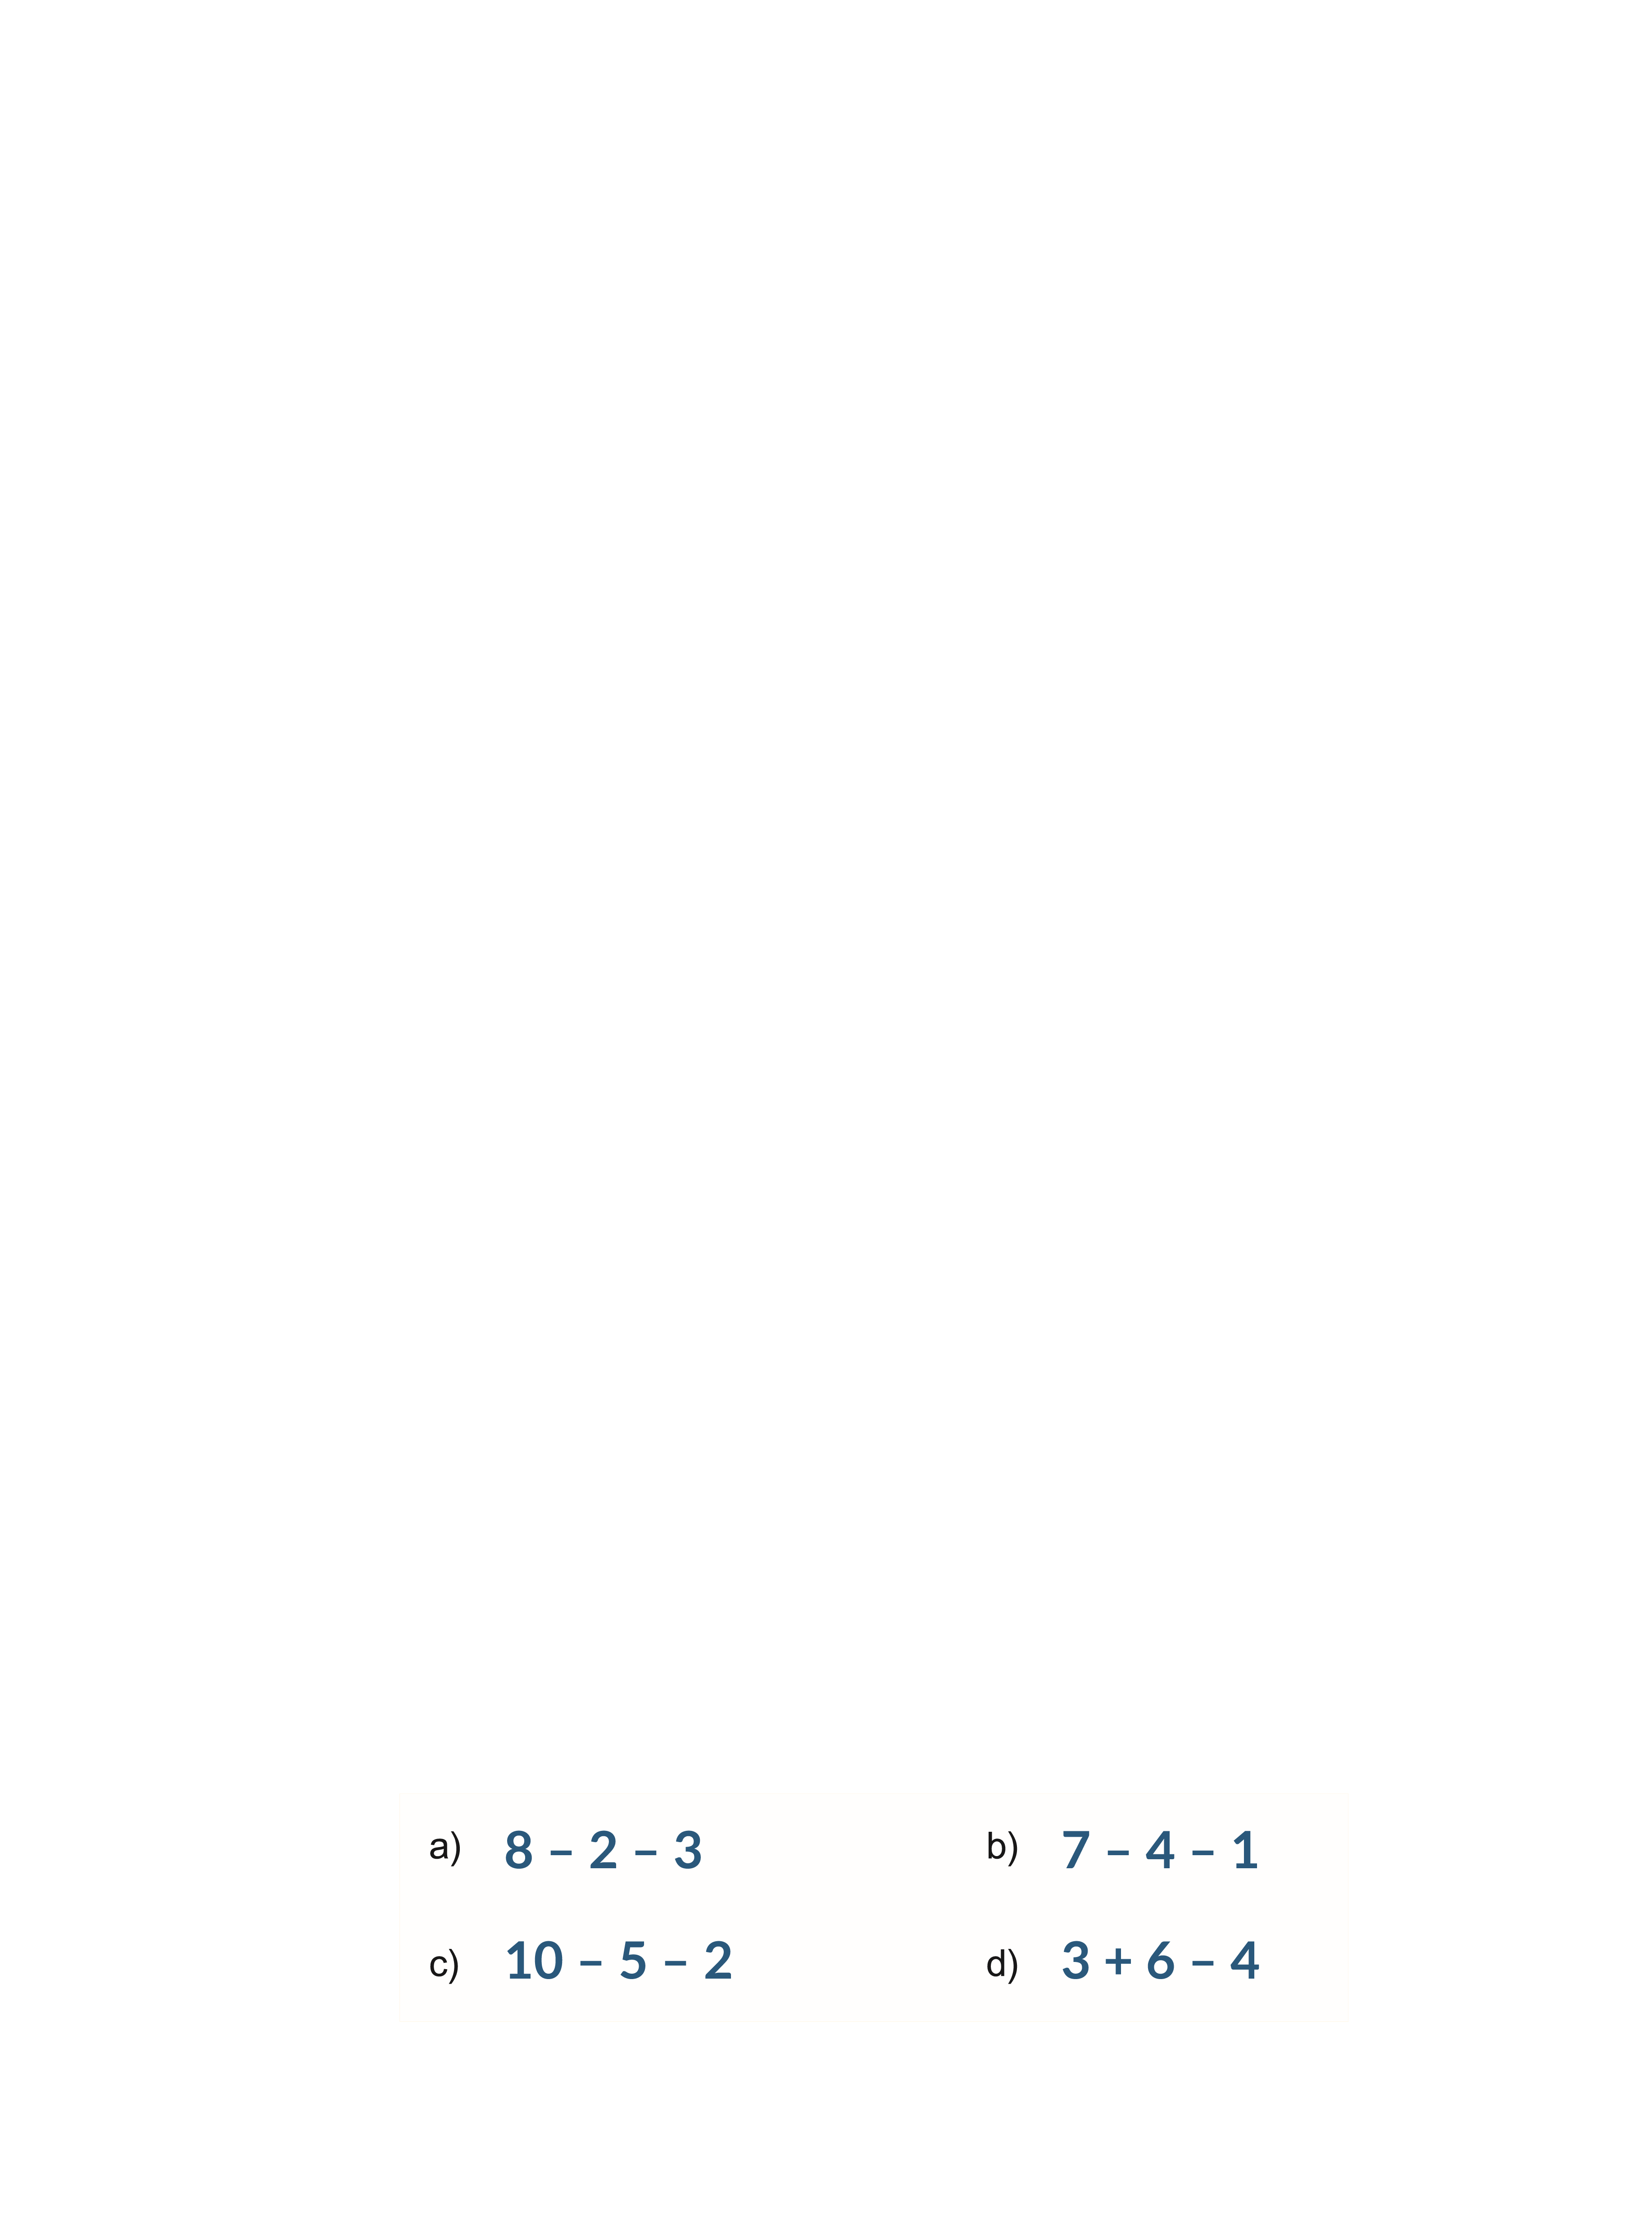 a) 8 – 2 – 3 b) 7 – 4 – 1
c) 10 – 5 – 2 d) 3 + 6 – 4